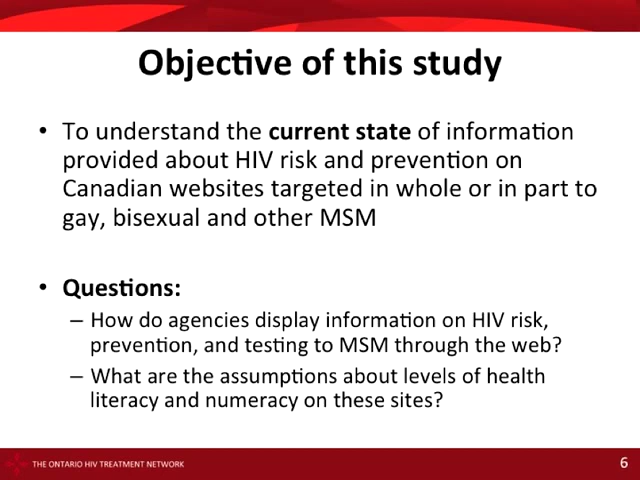 Objective of this study
• To understand the current state of information
provided about HIV risk and prevention on
Canadian websites targeted in whole or in part to
gay, bisexual and other MSM
• Questions:
– How do agencies display information on HIV risk,
prevention, and testing to MSM through the web?
– What are the assumptions about levels of health
literacy and numeracy on these sites?
THE ONTARIO HIV TREATMENT NETWORK
6